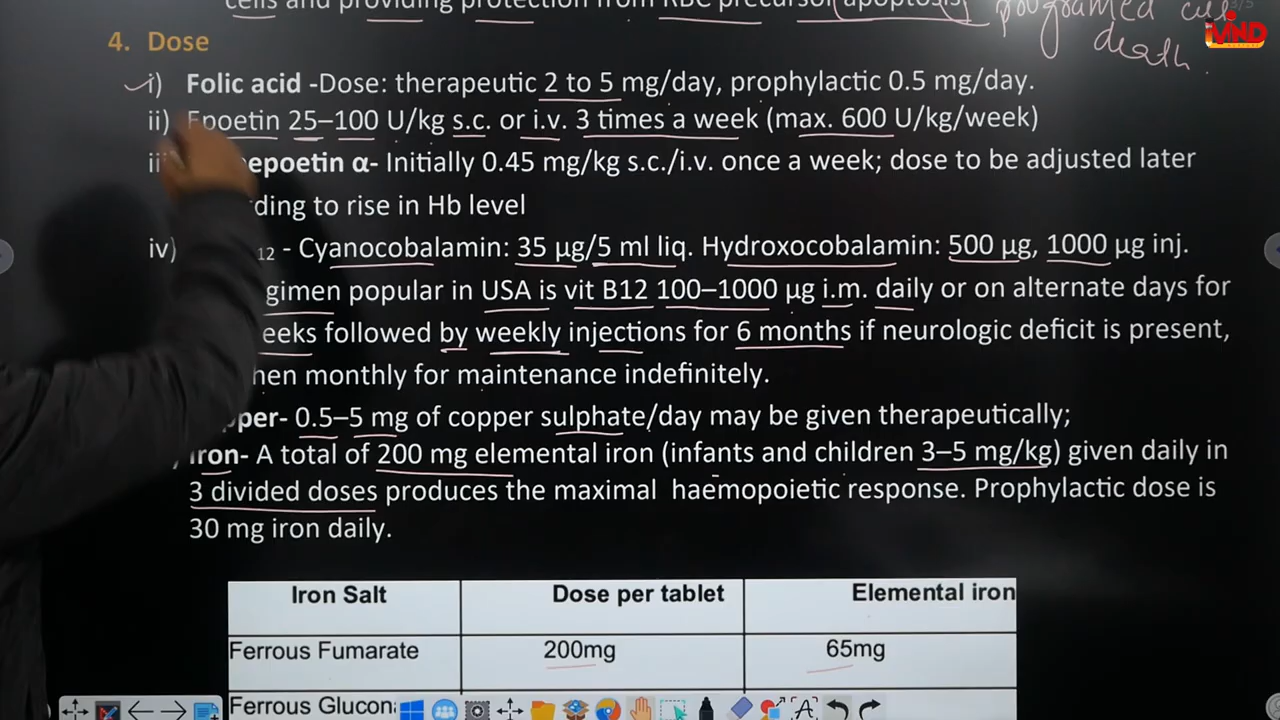 cells and providing protection from RBC precursor apoptosis
programed cell
death.
iMIND
4. Dose
i) Folic acid -Dose: therapeutic 2 to 5 mg/day, prophylactic 0.5 mg/day.
ii) Epoetin 25–100 U/kg s.c. or i.v. 3 times a week (max. 600 U/kg/week)
epoetin α- Initially 0.45 mg/kg s.c./i.v. once a week; dose to be adjusted later
ding to rise in Hb level
iv) 12 - Cyanocobalamin: 35 µg/5 ml liq. Hydroxocobalamin: 500 µg, 1000 µg inj.
gimen popular in USA is vit B12 100–1000 µg i.m. daily or on alternate days for
eeks followed by weekly injections for 6 months if neurologic deficit is present,
hen monthly for maintenance indefinitely.
pper- 0.5–5 mg of copper sulphate/day may be given therapeutically;
Iron- A total of 200 mg elemental iron (infants and children 3–5 mg/kg) given daily in
3 divided doses produces the maximal haemopoietic response. Prophylactic dose is
30 mg iron daily.
Iron Salt Dose per tablet Elemental iron
Ferrous Fumarate 200mg 65mg
Ferrous Glucon